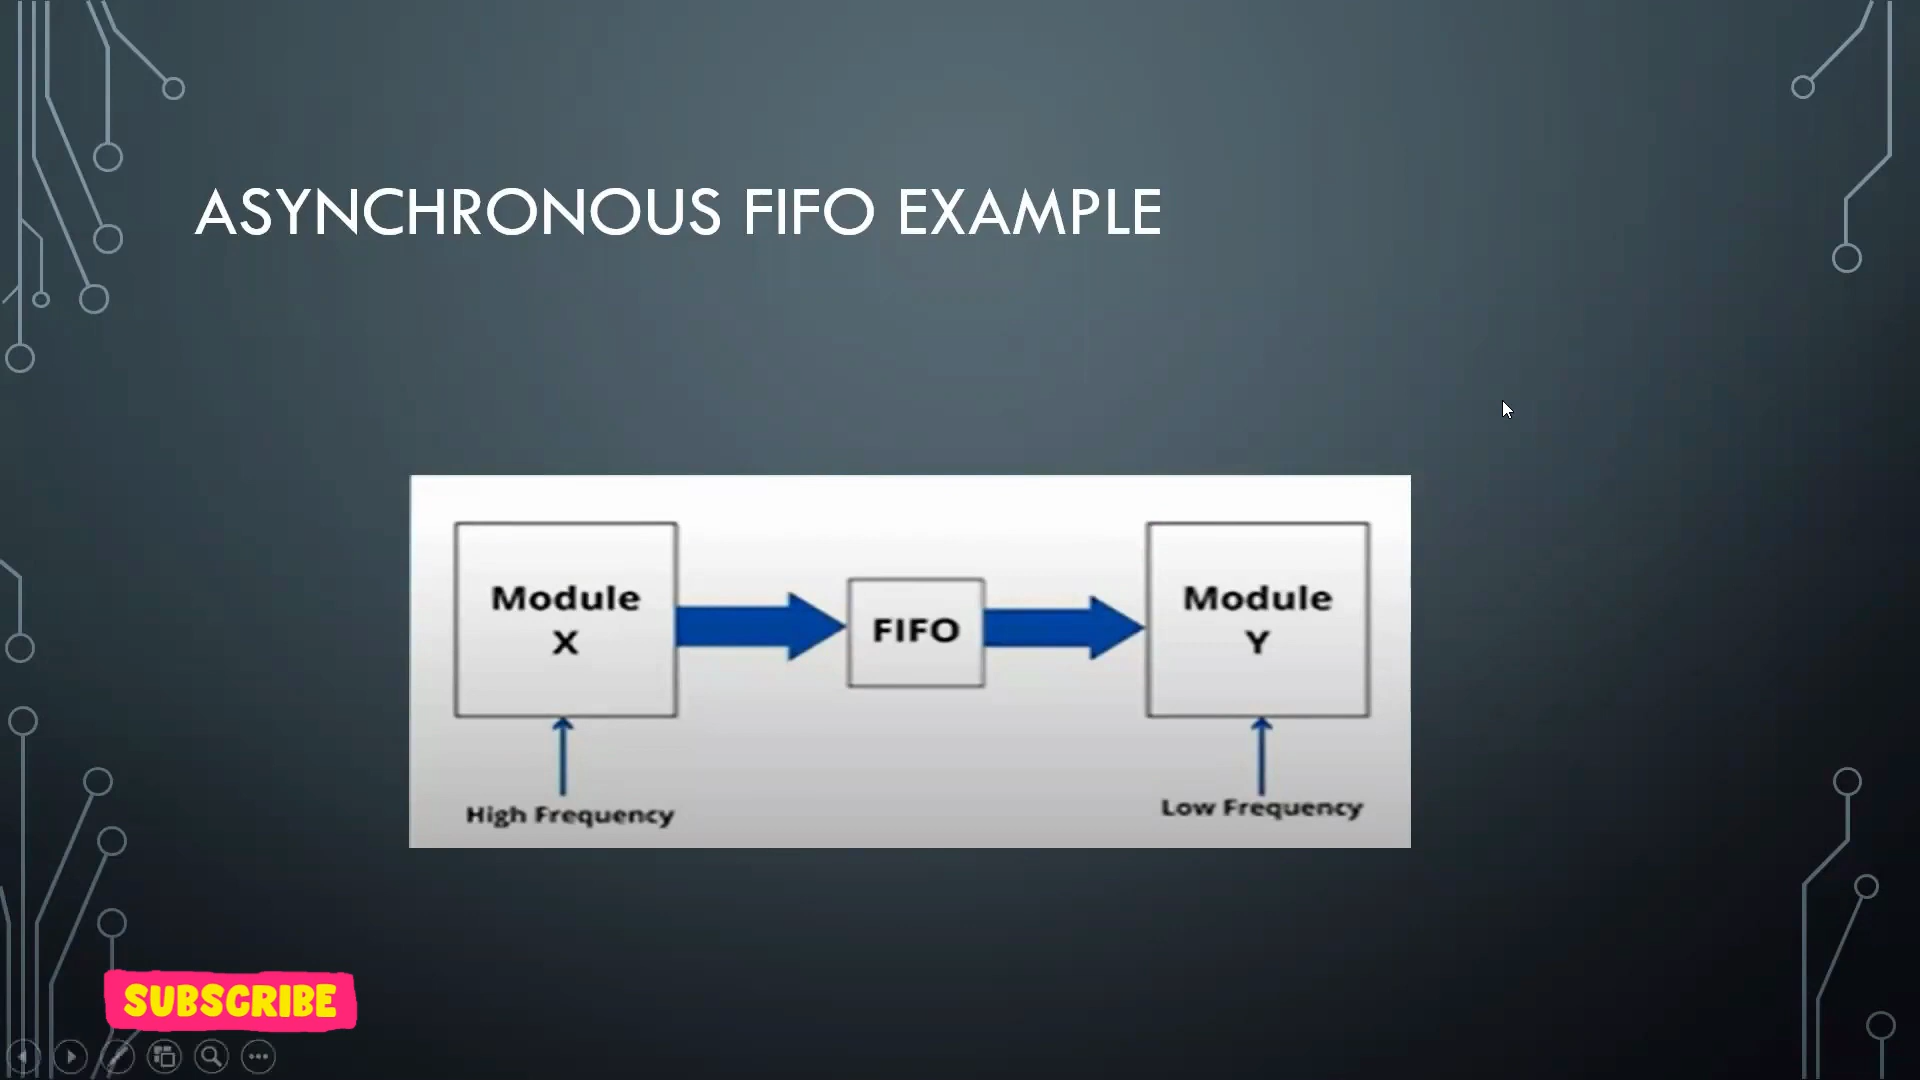 ASYNCHRONOUS FIFO EXAMPLE
Module
X
FIFO
Module
Y
High Frequency
Low Frequency
SUBSCRIBE